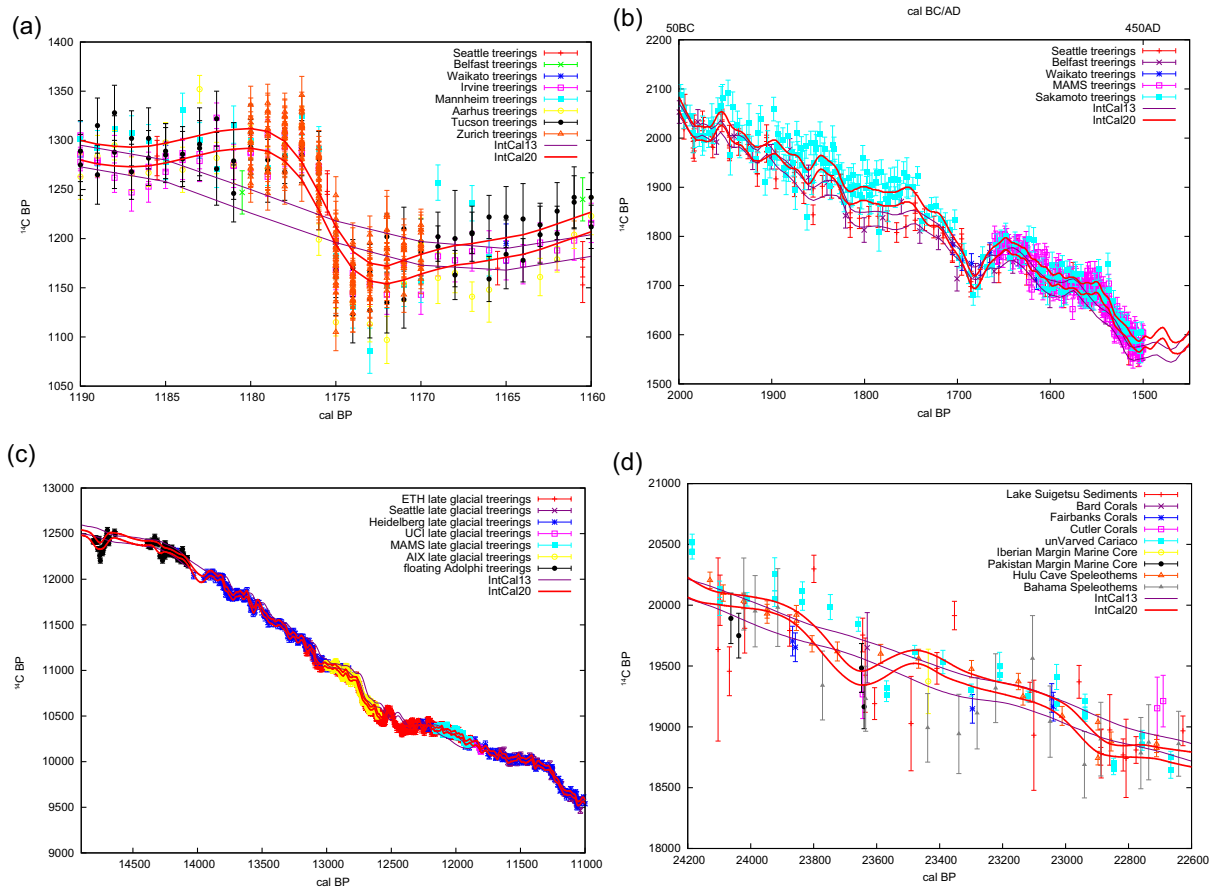 (a)
1400
1350
1300
1250
1200
1150
1100
1050
1190
1185
1180
1175
1170
1165
1160
cal BP
¹⁴C BP
Seattle treerings
Belfast treerings
Waikato treerings
Irvine treerings
Mannheim treerings
Aarhus treerings
Tucson treerings
Zurich treerings
IntCal13
IntCal20
(b)
cal BC/AD
50BC
450AD
2200
2100
2000
1900
1800
1700
1600
1500
2000
1900
1800
1700
1600
1500
cal BP
¹⁴C BP
Seattle treerings
Belfast treerings
Waikato treerings
MAMS treerings
Sakamoto treerings
IntCal13
IntCal20
(c)
13000
12500
12000
11500
11000
10500
10000
9500
9000
14500
14000
13500
13000
12500
12000
11500
11000
cal BP
¹⁴C BP
ETH late glacial treerings
Seattle late glacial treerings
Heidelberg late glacial treerings
UCI late glacial treerings
MAMS late glacial treerings
AIX late glacial treerings
floating Adolphi treerings
IntCal13
IntCal20
(d)
21000
20500
20000
19500
19000
18500
18000
24200
24000
23800
23600
23400
23200
23000
22800
22600
cal BP
¹⁴C BP
Lake Suigetsu Sediments
Bard Corals
Fairbanks Corals
Cutler Corals
unVarved Cariaco
Iberian Margin Marine Core
Pakistan Margin Marine Core
Hulu Cave Speleothems
Bahama Speleothems
IntCal13
IntCal20